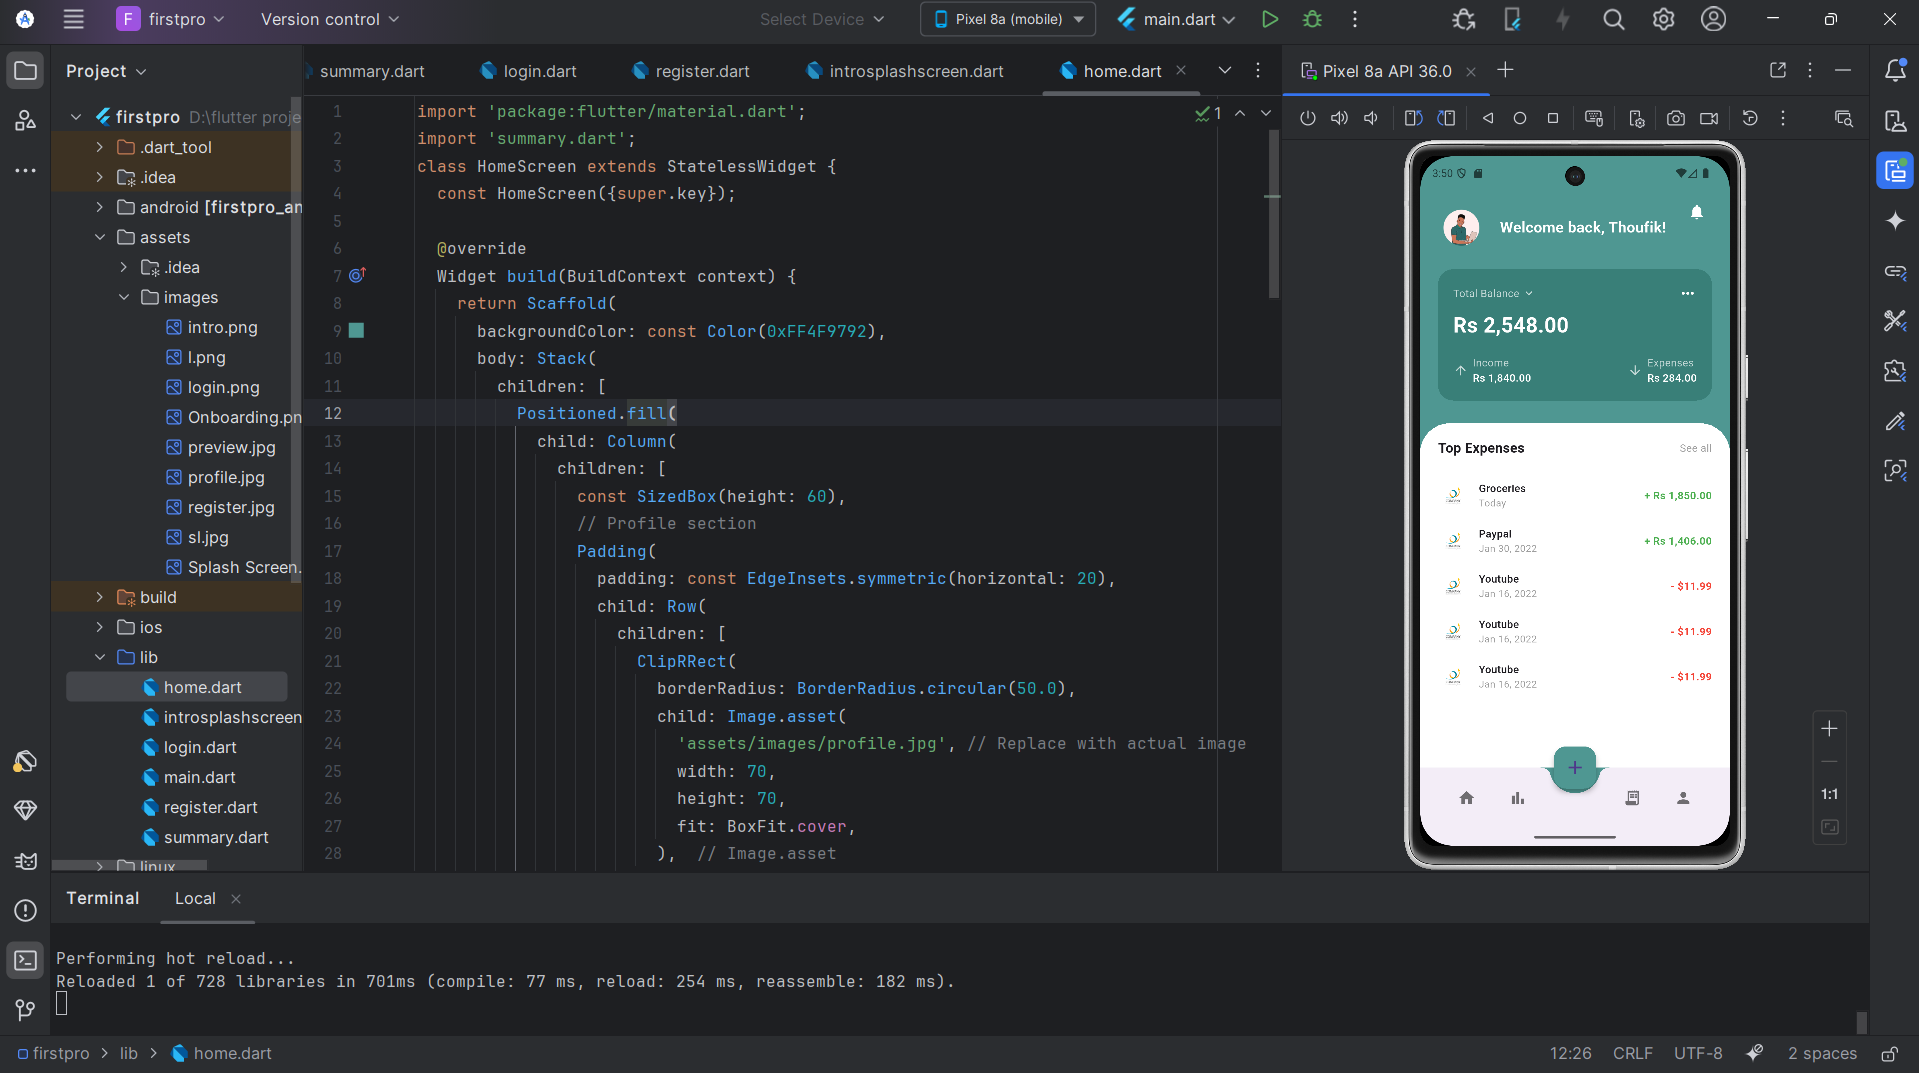 F firstpro Version control Select Device Pixel 8a (mobile) main.dart
Project
firstpro D:\flutter proje
.dart_tool
.idea
android [firstpro_an
assets
.idea
images
intro.png
l.png
login.png
Onboarding.pn
preview.jpg
profile.jpg
register.jpg
sl.jpg
Splash Screen.
build
ios
lib
home.dart
introsplashscreen
login.dart
main.dart
register.dart
summary.dart
linux
summary.dart login.dart register.dart introsplashscreen.dart home.dart
1
1 import 'package:flutter/material.dart';
2 import 'summary.dart';
3 class HomeScreen extends StatelessWidget {
4 const HomeScreen({super.key});
5
6 @override
7 Widget build(BuildContext context) {
8 return Scaffold(
9 backgroundColor: const Color(0xFF4F9792),
10 body: Stack(
11 children: [
12 Positioned.fill(
13 child: Column(
14 children: [
15 const SizedBox(height: 60),
16 // Profile section
17 Padding(
18 padding: const EdgeInsets.symmetric(horizontal: 20),
19 child: Row(
20 children: [
21 ClipRRect(
22 borderRadius: BorderRadius.circular(50.0),
23 child: Image.asset(
24 'assets/images/profile.jpg', // Replace with actual image
25 width: 70,
26 height: 70,
27 fit: BoxFit.cover,
28 ), // Image.asset
Pixel 8a API 36.0
3:50
Welcome back, Thoufik!
Total Balance
Rs 2,548.00
Income
Rs 1,840.00
Expenses
Rs 284.00
Top Expenses See all
Groceries
Today
+ Rs 1,850.00
Paypal
Jan 30, 2022
+ Rs 1,406.00
Youtube
Jan 16, 2022
- $11.99
Youtube
Jan 16, 2022
- $11.99
Youtube
Jan 16, 2022
- $11.99
1:1
Terminal Local
Performing hot reload...
Reloaded 1 of 728 libraries in 701ms (compile: 77 ms, reload: 254 ms, reassemble: 182 ms).
firstpro > lib > home.dart
12:26 CRLF UTF-8 2 spaces